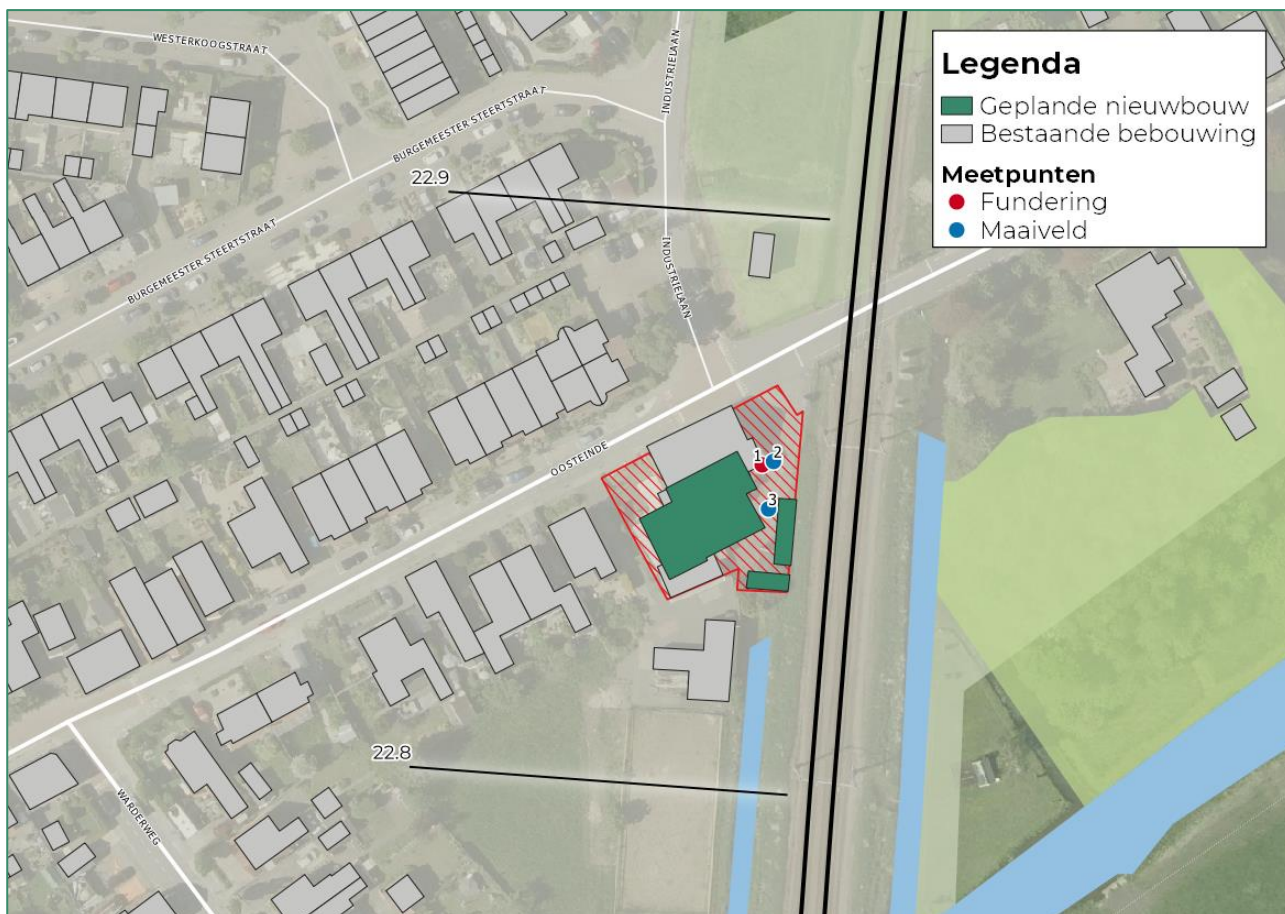 WESTERKOOGSTRAAT
INDUSTRIELAAN
BURGEMEESTER STEERTSTRAAT
22.9
BURGEMEESTER STEERTSTRAAT
INDUSTRIELAAN
OOSTEINDE
1
2
3
22.8
WARDERWEG
Legenda
Geplande nieuwbouw
Bestaande bebouwing
Meetpunten
Fundering
Maaiveld